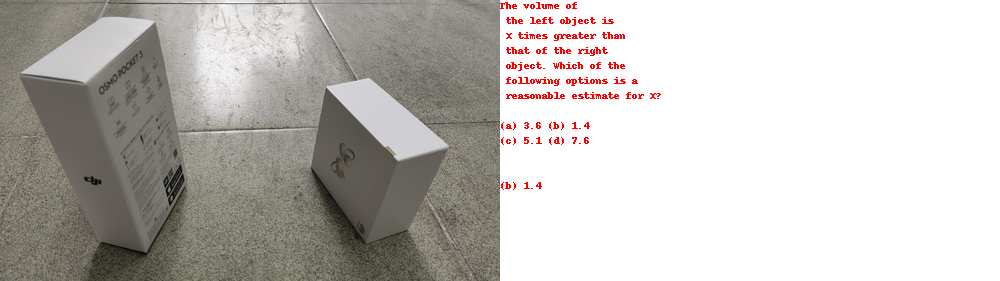 OSMO POCKET 3
dji
The volume of
the left object is
X times greater than
that of the right
object. Which of the
following options is a
reasonable estimate for X?
(a) 3.6 (b) 1.4
(c) 5.1 (d) 7.6
(b) 1.4